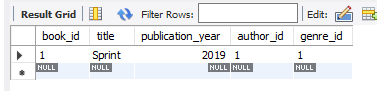 Result Grid Filter Rows: Edit:
book_id title publication_year author_id genre_id
1 Sprint 2019 1 1
NULL NULL NULL NULL NULL